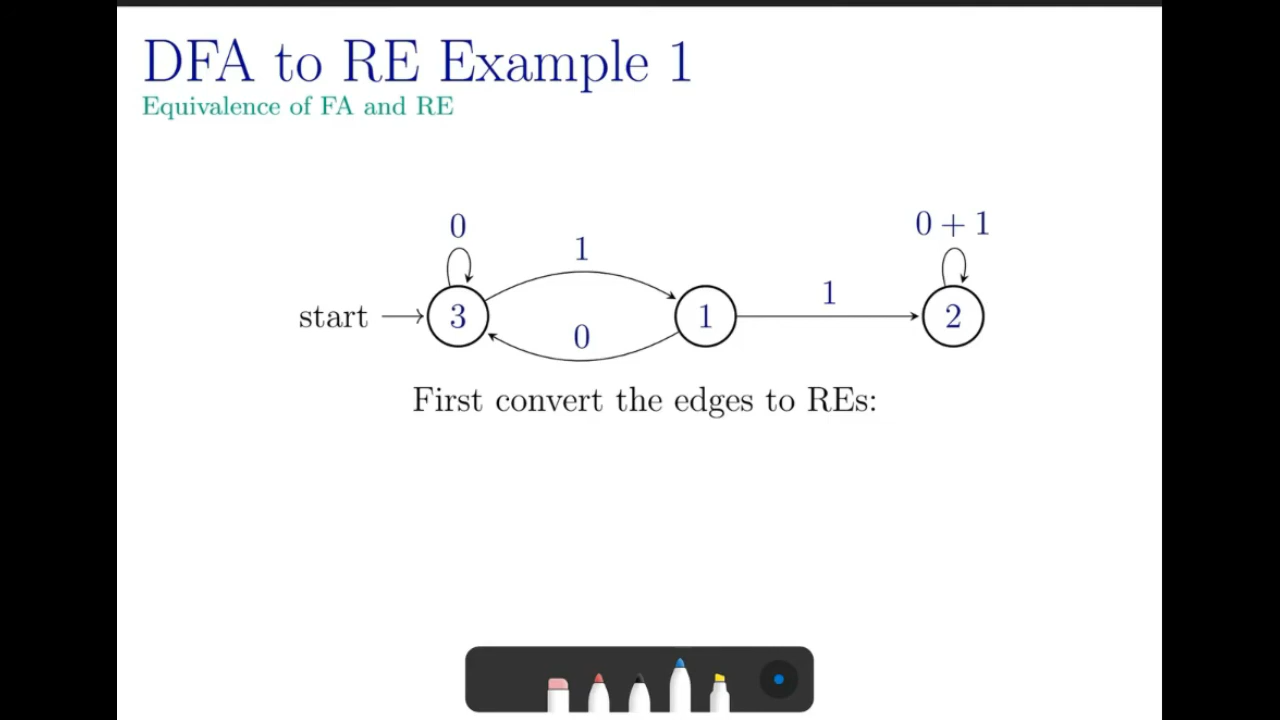 DFA to RE Example 1
Equivalence of FA and RE
0
1
0 + 1
start
3
1
1
2
0
First convert the edges to REs: